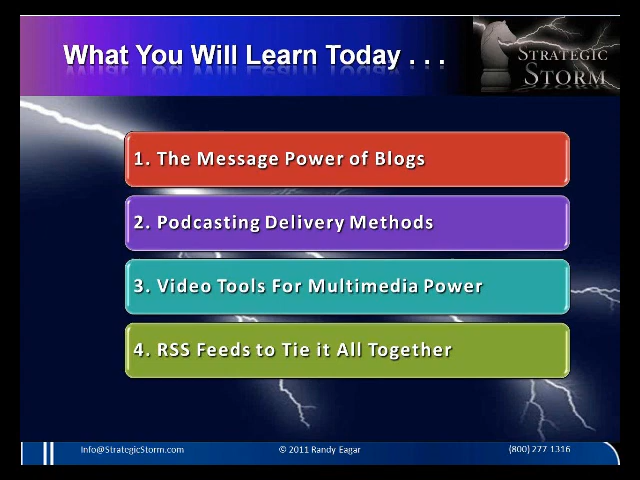 What You Will Learn Today . . .
STRATEGIC
STORM
1. The Message Power of Blogs
2. Podcasting Delivery Methods
3. Video Tools For Multimedia Power
4. RSS Feeds to Tie it All Together
Info@StrategicStorm.com
© 2011 Randy Eagar
(800) 277 1316